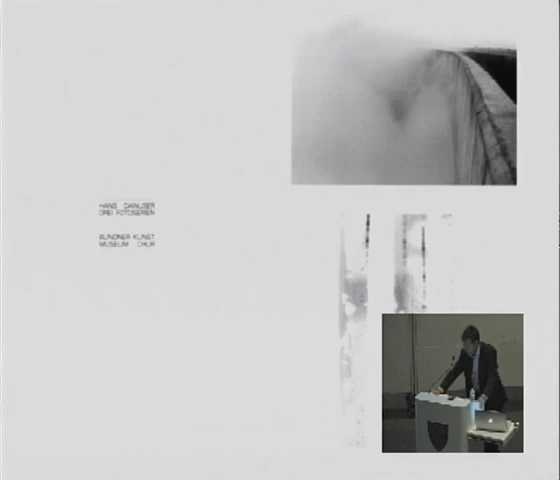 HANS DANUSER
DREI FOTOSERIEN
BÜNDNER KUNST
MUSEUM CHUR